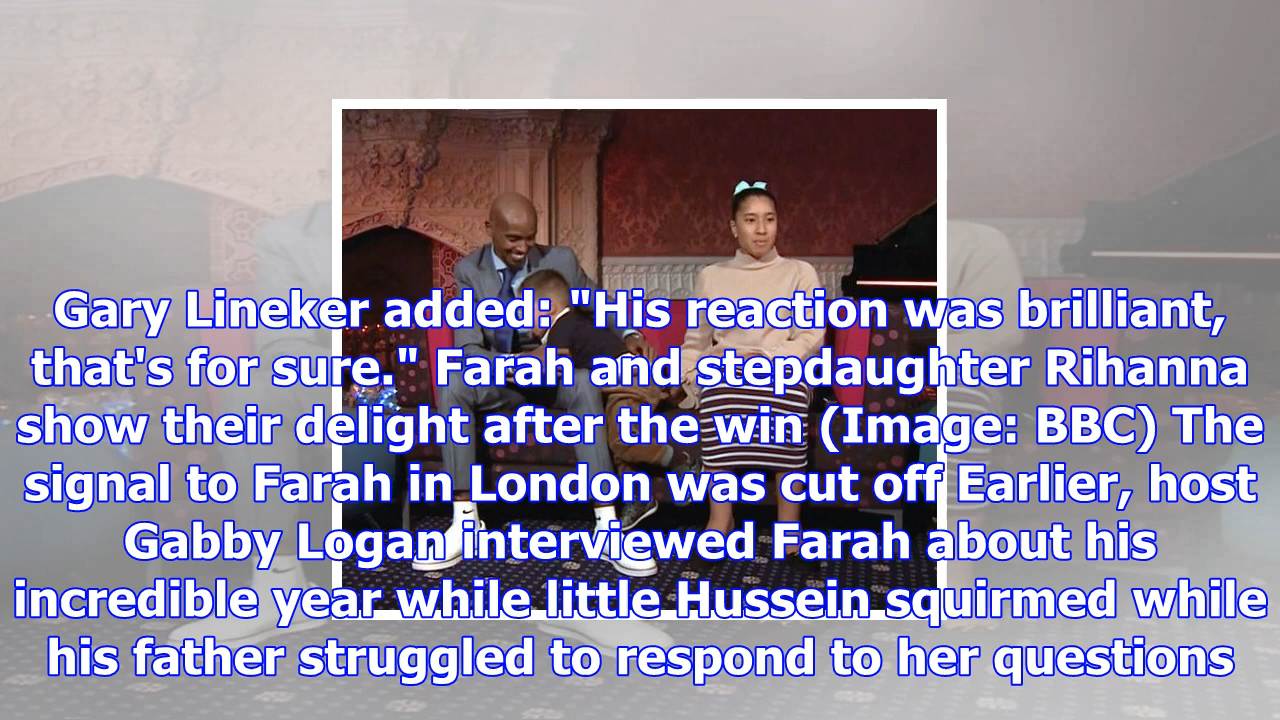 Gary Lineker added: "His reaction was brilliant,
that's for sure." Farah and stepdaughter Rihanna
show their delight after the win (Image: BBC) The
signal to Farah in London was cut off Earlier, host
Gabby Logan interviewed Farah about his
incredible year while little Hussein squirmed while
his father struggled to respond to her questions